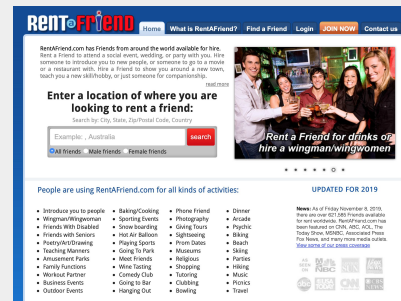 RENT A FRIEND
Home What is RentAFriend? Find a Friend Login JOIN NOW Contact us
RentAFriend.com has Friends from around the world available for hire.
Rent a Friend to attend a social event, wedding, or party with you. Hire
someone to introduce you to new people, or someone to go to a movie
or a restaurant with. Hire a Friend to show you around a new town,
teach you a new skill/hobby, or just someone for companionship.
read more
Enter a location of where you are
looking to rent a friend:
Search by: City, State, Zip/Postal Code, Country
Example: , Australia
search
All friends Male friends Female friends
Rent a Friend for drinks or
hire a wingman/wingwomen
People are using RentAFriend.com for all kinds of activities:
Introduce you to people
Wingman/Wingwoman
Friends With Disabled
Friends with Seniors
Poetry/Art/Drawing
Teaching Manners
Amusement Parks
Family Functions
Workout Partner
Business Events
Outdoor Events
Baking/Cooking
Sporting Events
Snow boarding
Hot Air Balloon
Playing Sports
Going To Park
Meet Friends
Wine Tasting
Comedy Club
Going to Bar
Hanging Out
Phone Friend
Photography
Giving Tours
Sightseeing
Prom Dates
Museums
Religious
Shopping
Tutoring
Clubbing
Bowling
Dinner
Arcade
Psychic
Biking
Beach
Skiing
Parties
Hiking
Music
Picnics
Travel
UPDATED FOR 2019
News: As of Friday November 8, 2019,
there are over 621,585 Friends available
for rent worldwide. RentAFriend.com has
been featured on CNN, ABC, AOL, The
Today Show, MSNBC, Associated Press
Fox News, and many more media outlets.
View some of our press coverages
AS
SEEN
ON
NBC
abc
CNN